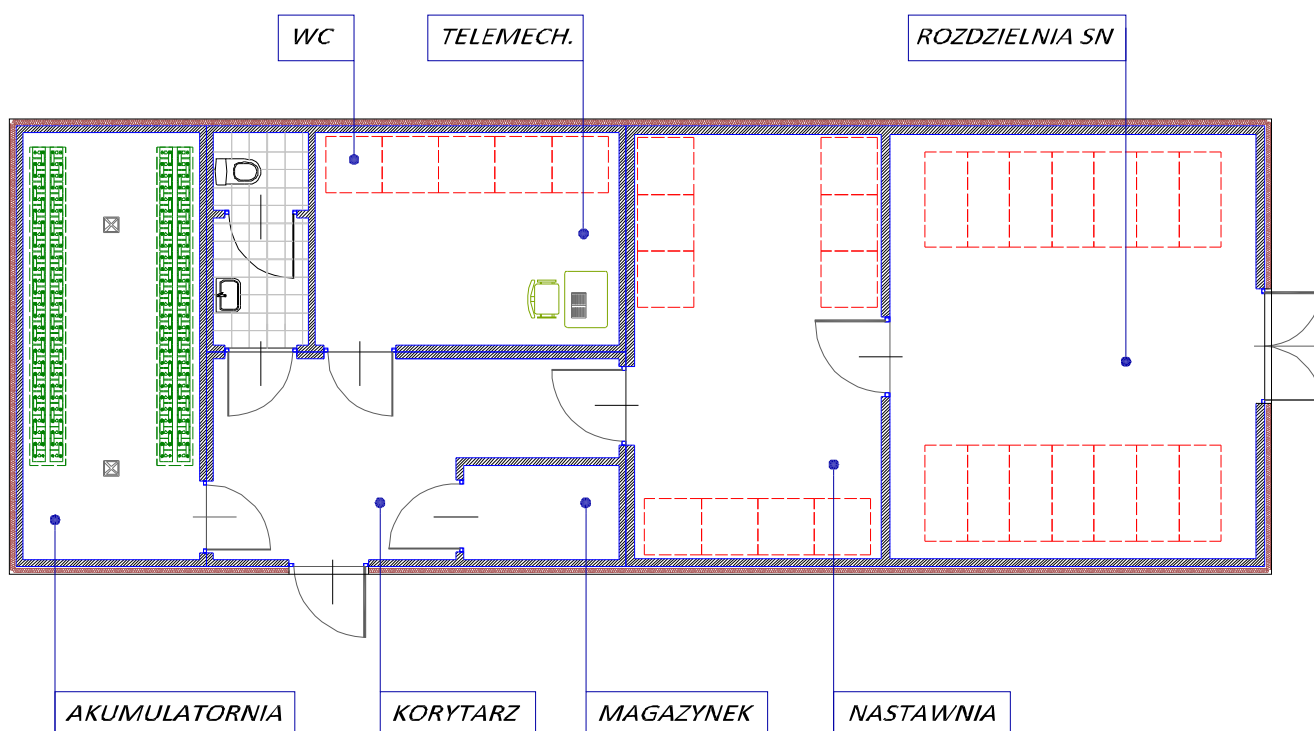 WC
TELEMECH.
ROZDZIELNIA SN
AKUMULATORNIA
KORYTARZ
MAGAZYNEK
NASTAWNIA